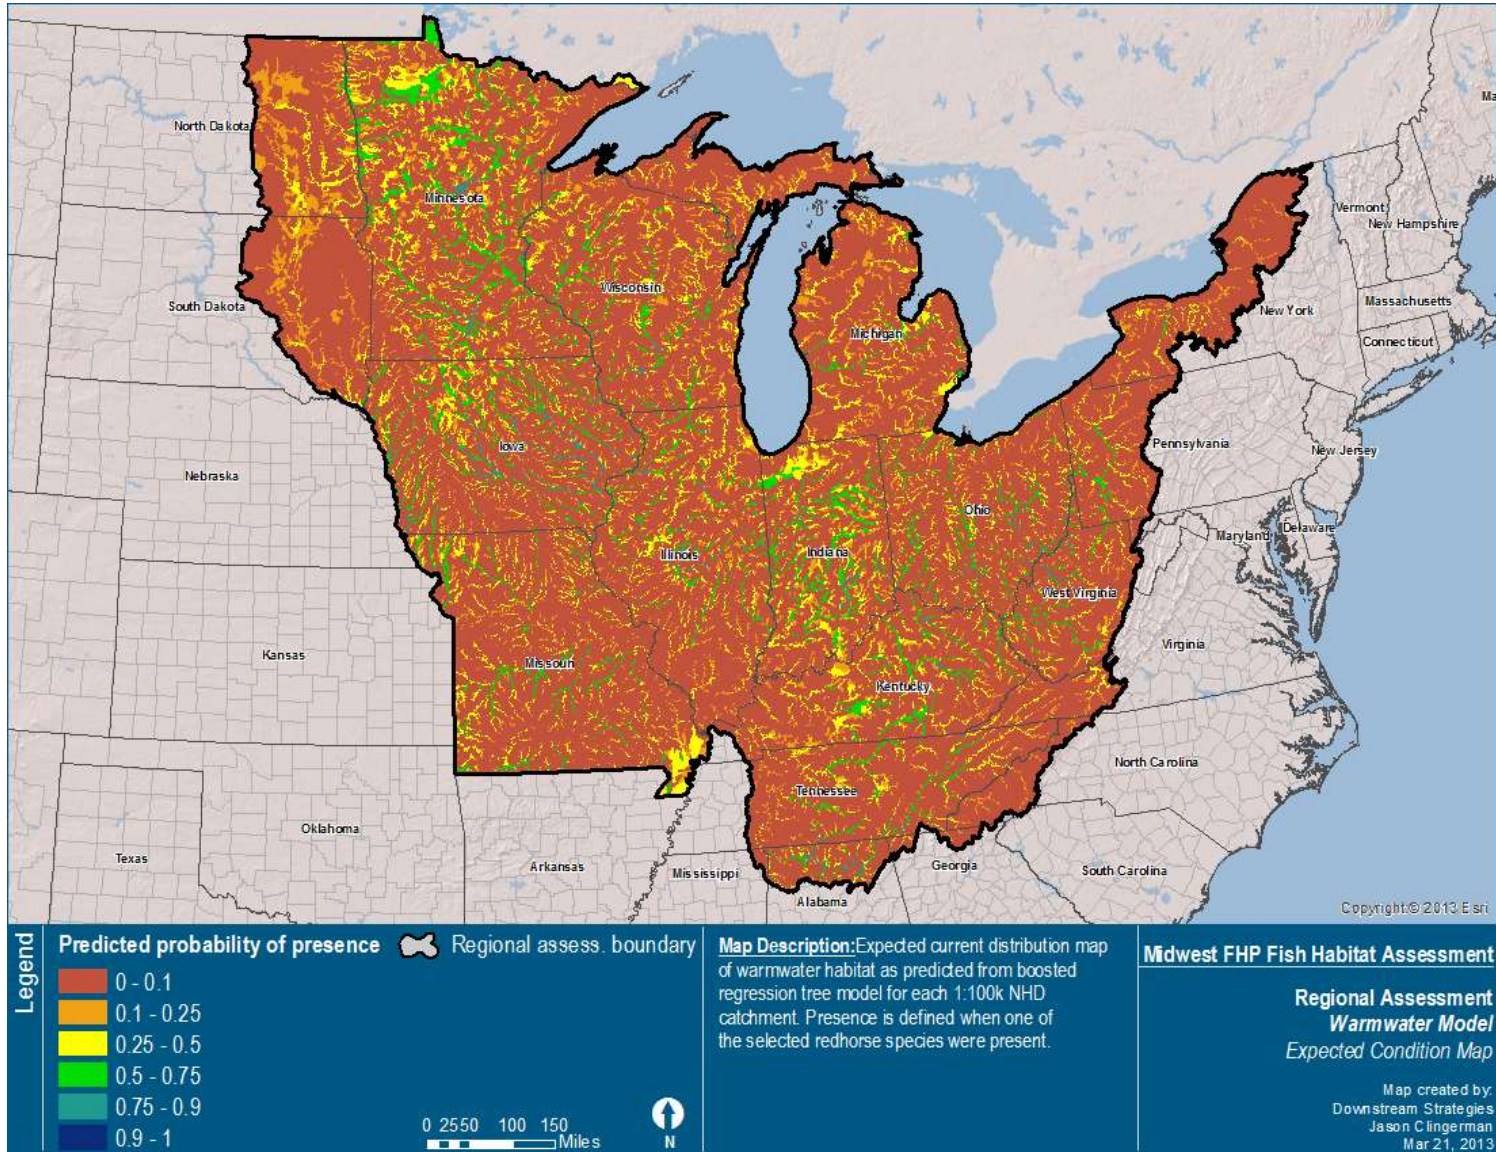 North Dakota
Minnesota
Vermont
New Hampshire
Wisconsin
South Dakota
Massachusetts
New York
Michigan
Connecticut
Iowa
Pennsylvania
New Jersey
Nebraska
Ohio
Delaware
Maryland
Illinois
Indiana
West Virginia
Virginia
Kansas
Missouri
Kentucky
North Carolina
Tennessee
Oklahoma
Texas
Arkansas
Georgia
South Carolina
Mississippi
Alabama
Copyright:© 2013 Esri
Legend
Predicted probability of presence
Regional assess. boundary
0 - 0.1
0.1 - 0.25
0.25 - 0.5
0.5 - 0.75
0.75 - 0.9
0.9 - 1
0 25 50 100 150
Miles
N
Map Description:Expected current distribution map
of warmwater habitat as predicted from boosted
regression tree model for each 1:100k NHD
catchment. Presence is defined when one of
the selected redhorse species were present.
Midwest FHP Fish Habitat Assessment
Regional Assessment
Warmwater Model
Expected Condition Map
Map created by:
Downstream Strategies
Jason Clingerman
Mar 21, 2013